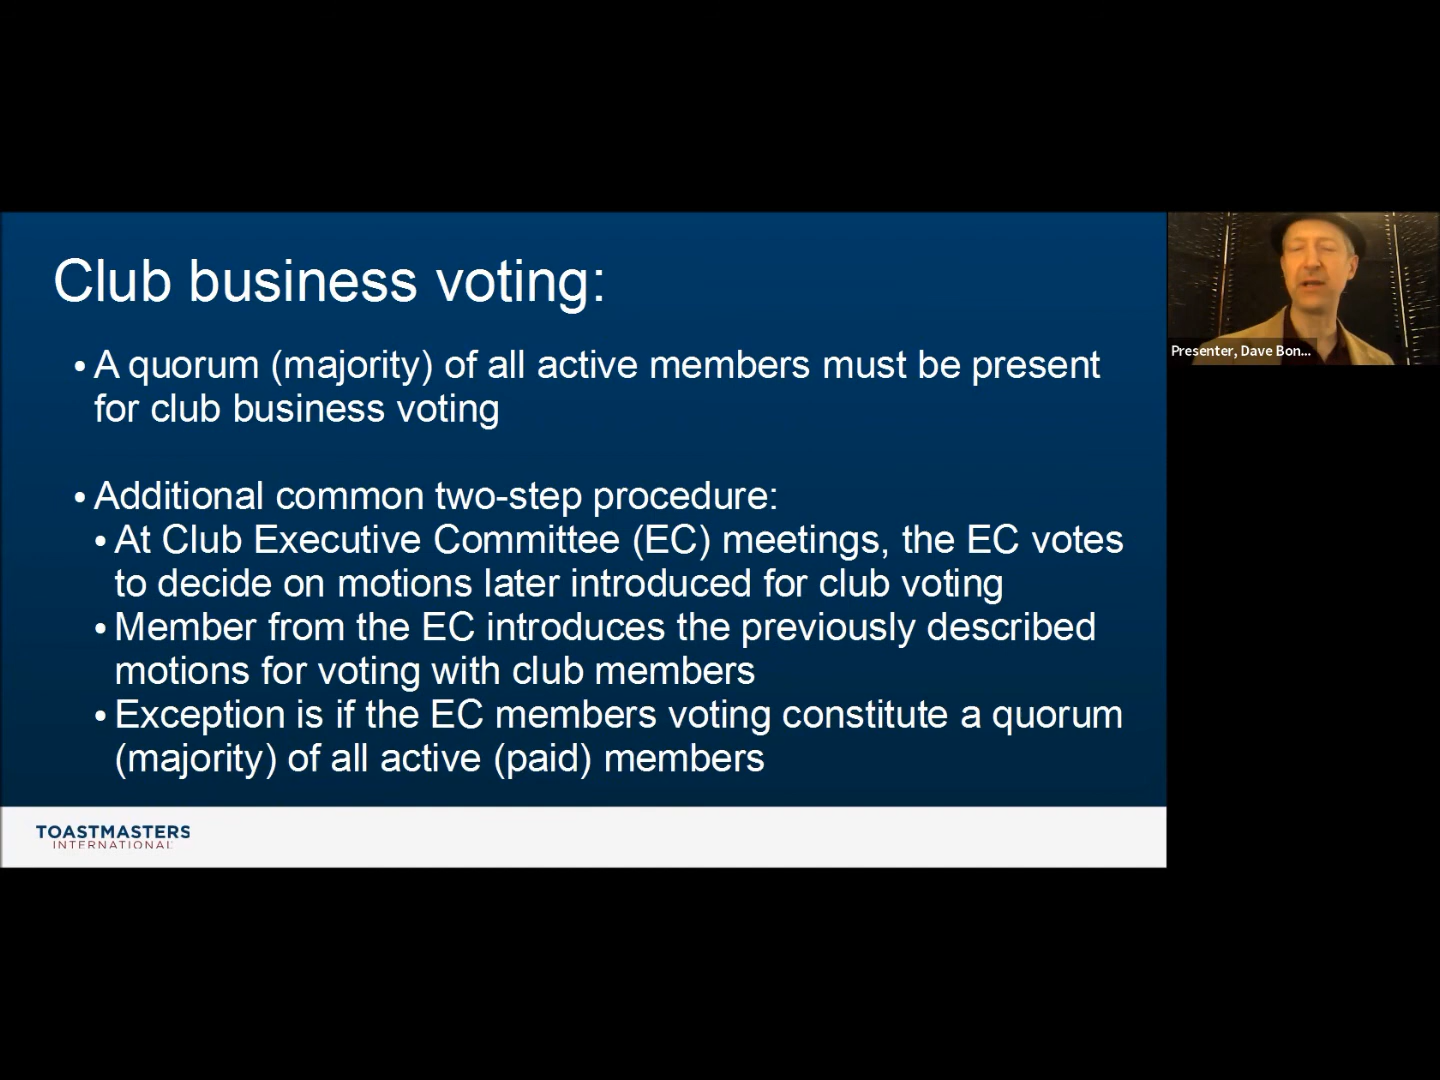 Club business voting:
• A quorum (majority) of all active members must be present
for club business voting
• Additional common two-step procedure:
• At Club Executive Committee (EC) meetings, the EC votes
to decide on motions later introduced for club voting
• Member from the EC introduces the previously described
motions for voting with club members
• Exception is if the EC members voting constitute a quorum
(majority) of all active (paid) members
TOASTMASTERS
INTERNATIONAL
Presenter, Dave Bon...